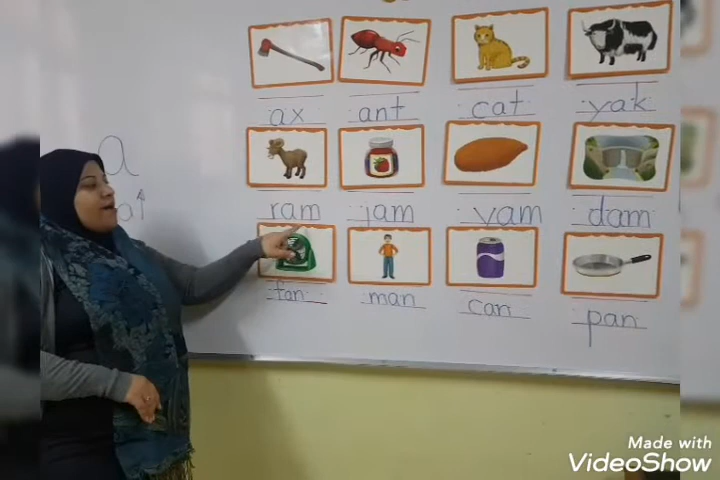 a
a↑
ax ant cat yak
ram jam yam dam
fan man can pan
Made with
VideoShow